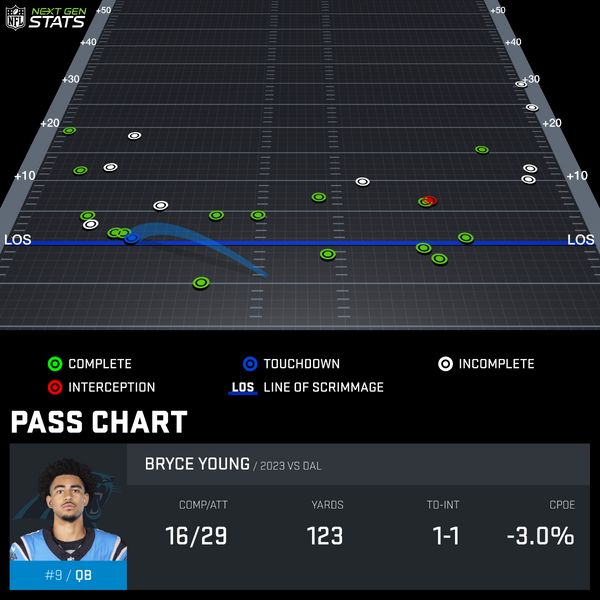 NFL NEXT GEN STATS
+50 +50
+40 +40
+30 +30
+20 +20
+10 +10
LOS LOS
COMPLETE TOUCHDOWN INCOMPLETE
INTERCEPTION LOS LINE OF SCRIMMAGE
PASS CHART
BRYCE YOUNG / 2023 VS DAL
COMP/ATT YARDS TD-INT CPOE
16/29 123 1-1 -3.0%
#9 / QB